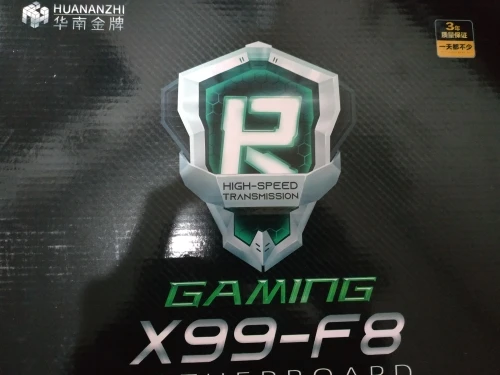 HUANANZHI
华南金牌
3年
质量保证
一天都不少
R
HIGH-SPEED
TRANSMISSION
GAMING
X99-F8